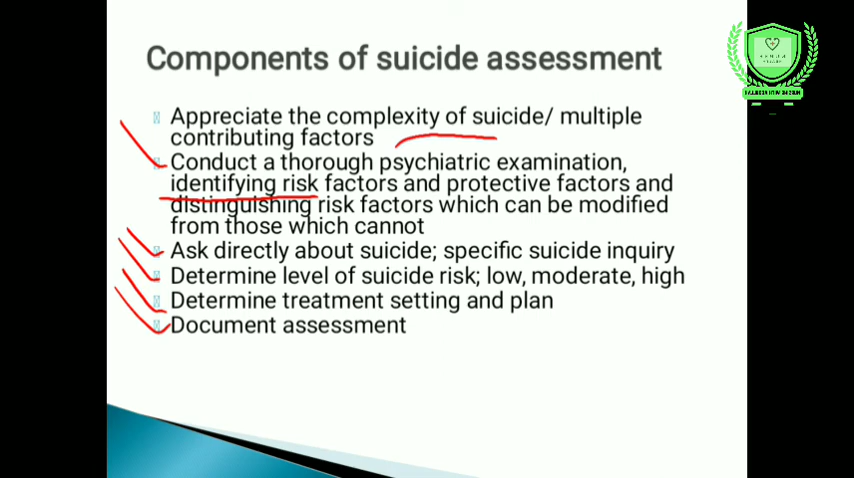 Components of suicide assessment
Appreciate the complexity of suicide/ multiple
contributing factors
Conduct a thorough psychiatric examination,
identifying risk factors and protective factors and
distinguishing risk factors which can be modified
from those which cannot
Ask directly about suicide; specific suicide inquiry
Determine level of suicide risk; low, moderate, high
Determine treatment setting and plan
Document assessment